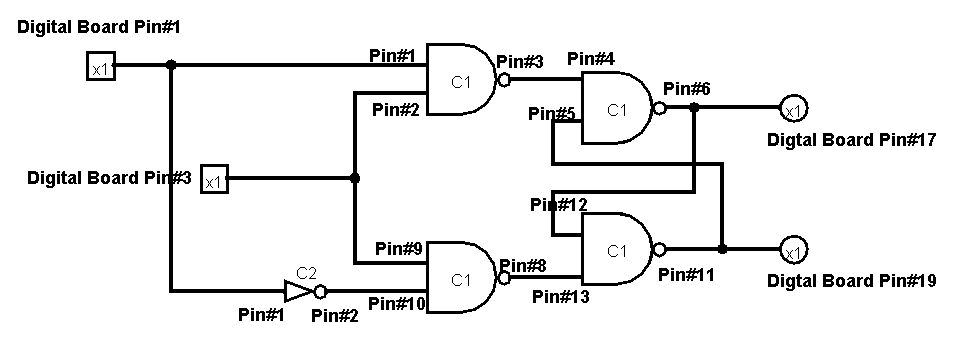 Digital Board Pin#1
x1
Pin#1
C1
Pin#3
Pin#4
Pin#2
Pin#5
C1
Pin#6
x1
Digtal Board Pin#17
Digital Board Pin#3
x1
Pin#12
Pin#9
C1
Pin#8
C1
x1
C2
Pin#10
Pin#13
Pin#11
Digtal Board Pin#19
Pin#1
Pin#2